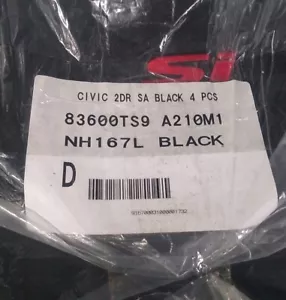 Si
CIVIC 2DR SA BLACK 4 PCS
83600TS9 A210M1
NH167L BLACK
D